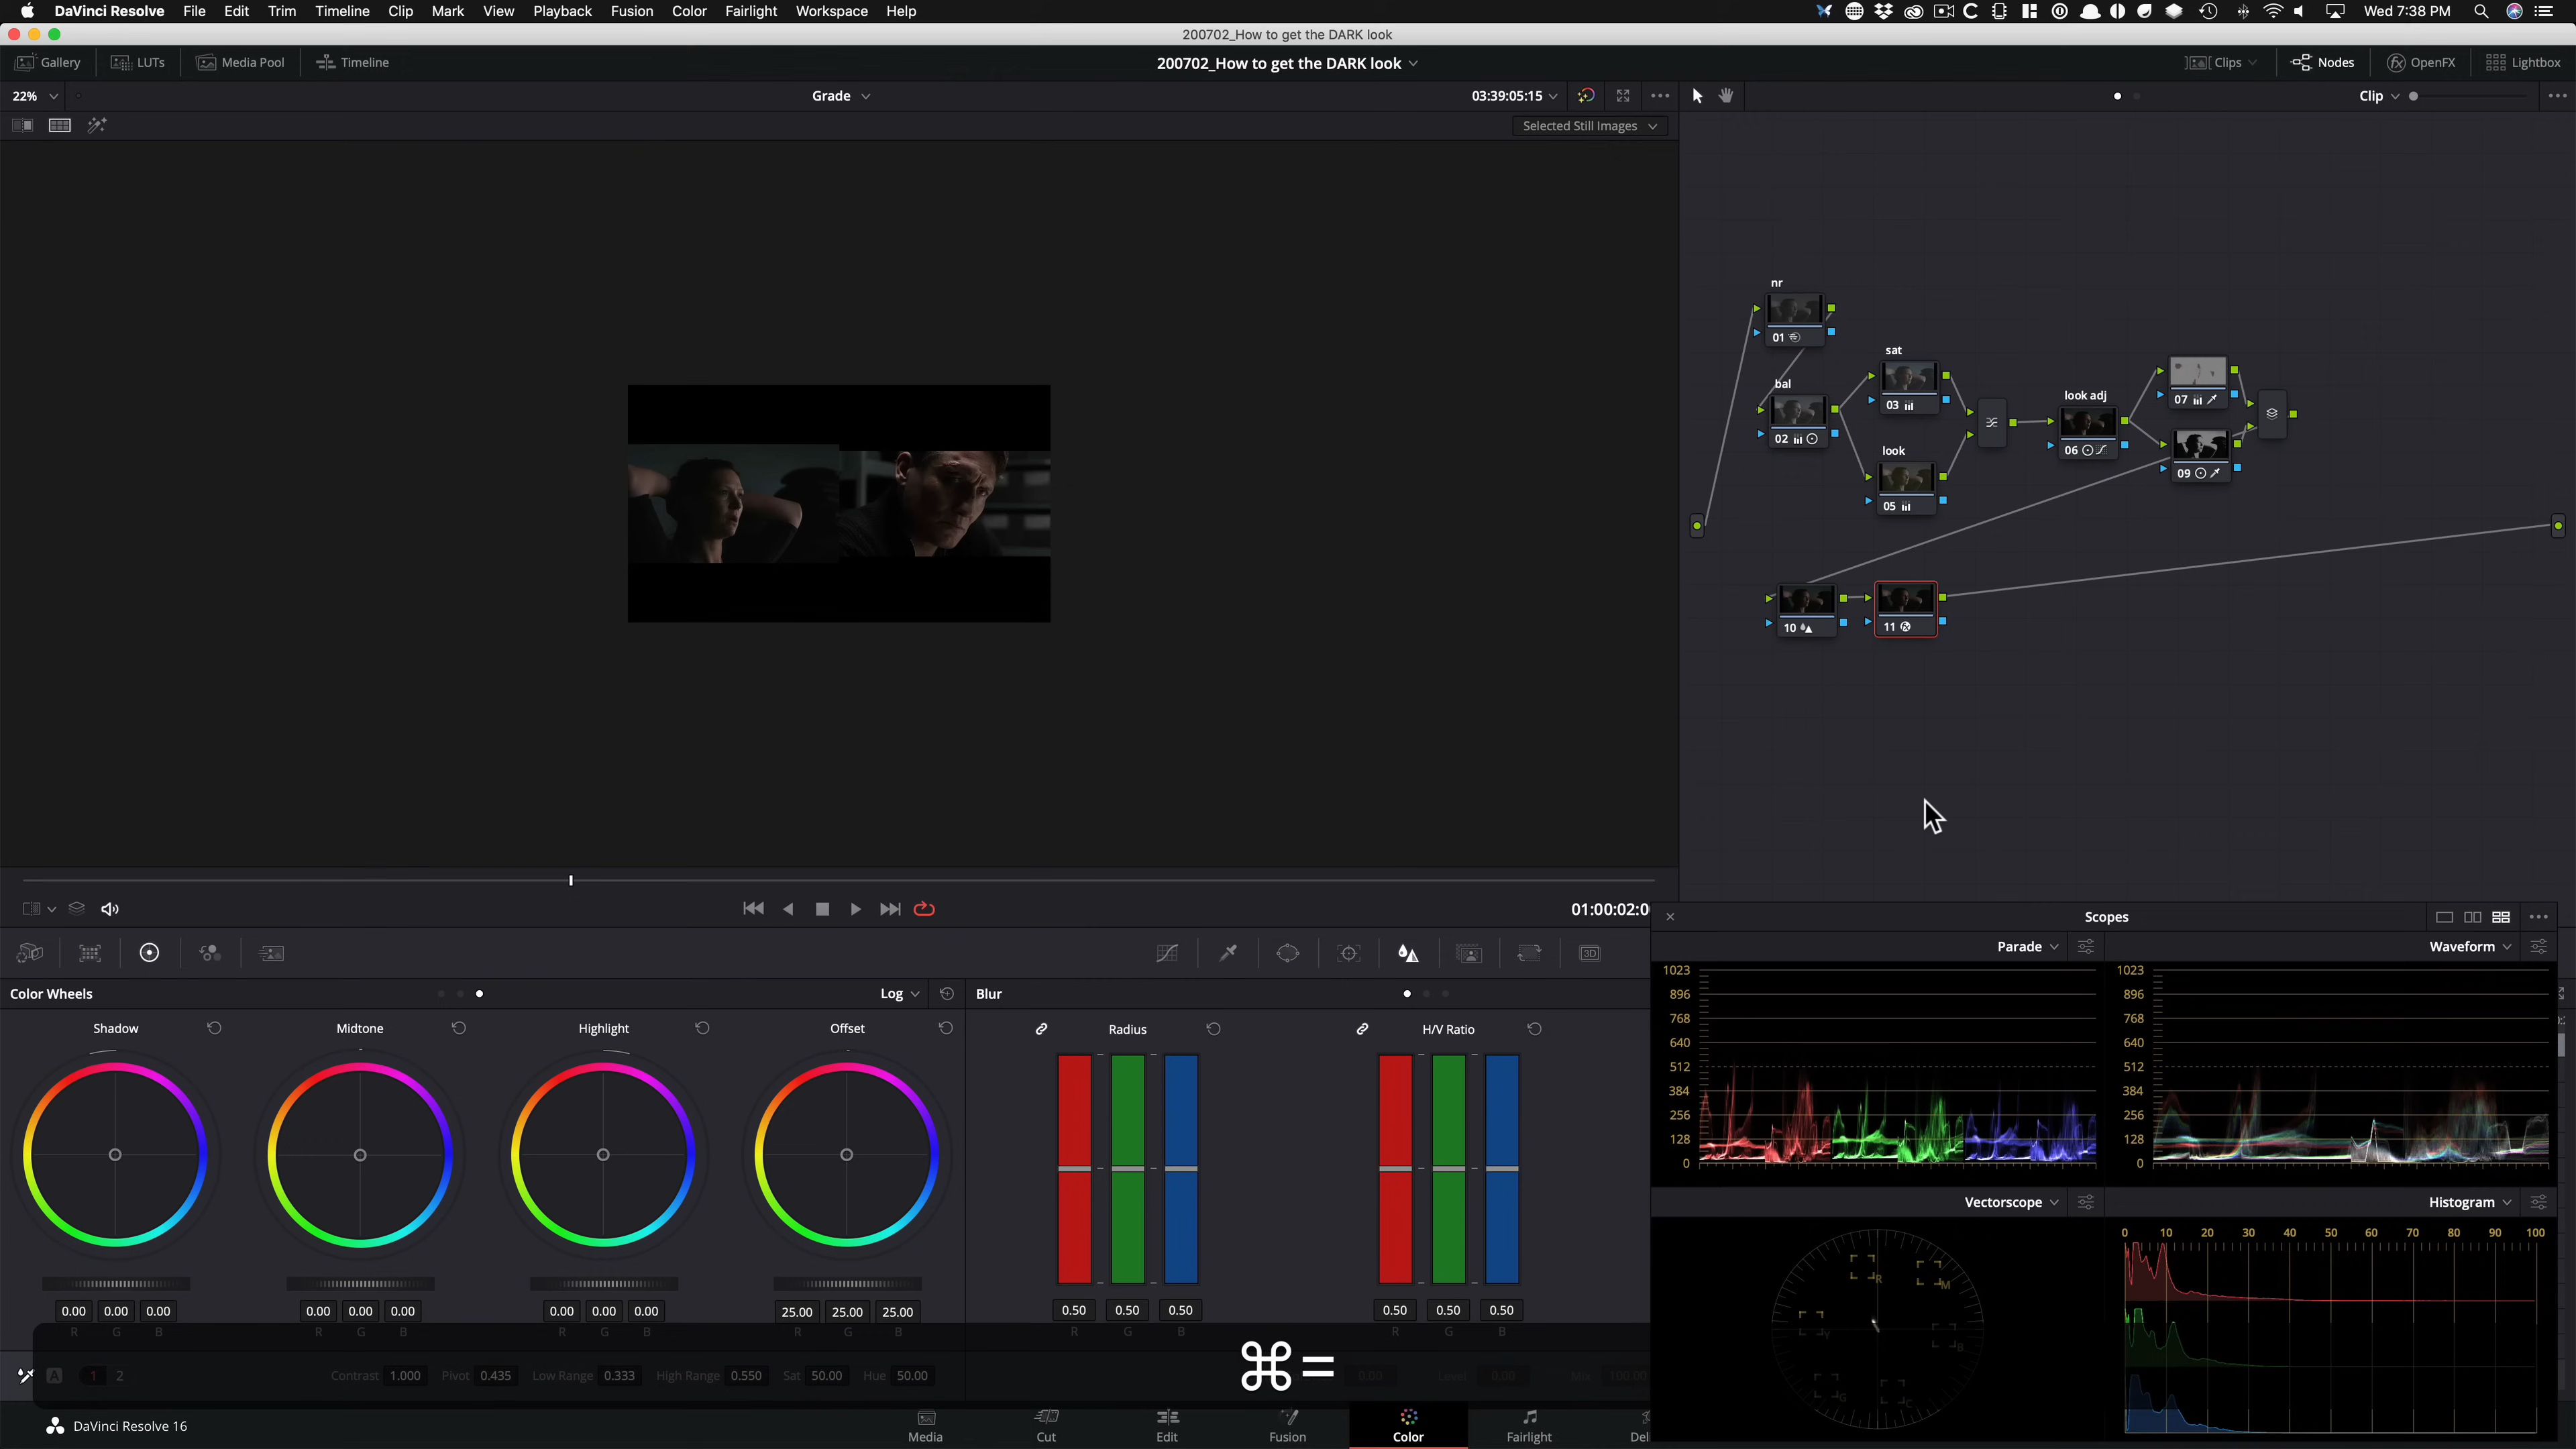 DaVinci Resolve File Edit Trim Timeline Clip Mark View Playback Fusion Color Fairlight Workspace Help Wed 7:38 PM
200702_How to get the DARK look
Gallery LUTs Media Pool Timeline 200702_How to get the DARK look Clips Nodes OpenFX Lightbox
22% Grade 03:39:05:15 Clip
Selected Still Images
nr
01
sat
bal
03
look adj
07
02
look
06
09
05
10
11
01:00:02:0
Scopes
Parade Waveform
Color Wheels Log Blur
Shadow Midtone Highlight Offset Radius H/V Ratio
1023 1023
896 896
768 768
640 640
512 512
384 384
256 256
128 128
0 0
Vectorscope Histogram
0 10 20 30 40 50 60 70 80 90 100
R M
Y B
G C
0.00 0.00 0.00 0.00 0.00 0.00 0.00 0.00 0.00 25.00 25.00 25.00 0.50 0.50 0.50 0.50 0.50 0.50
R G B R G B R G B R G B R G B R G B
A 1 2 Contrast 1.000 Pivot 0.435 Low Range 0.333 High Range 0.550 Sat 50.00 Hue 50.00 ⌘= 0.00 Level 0.00 Mix 100.00
DaVinci Resolve 16 Media Cut Edit Fusion Color Fairlight Del